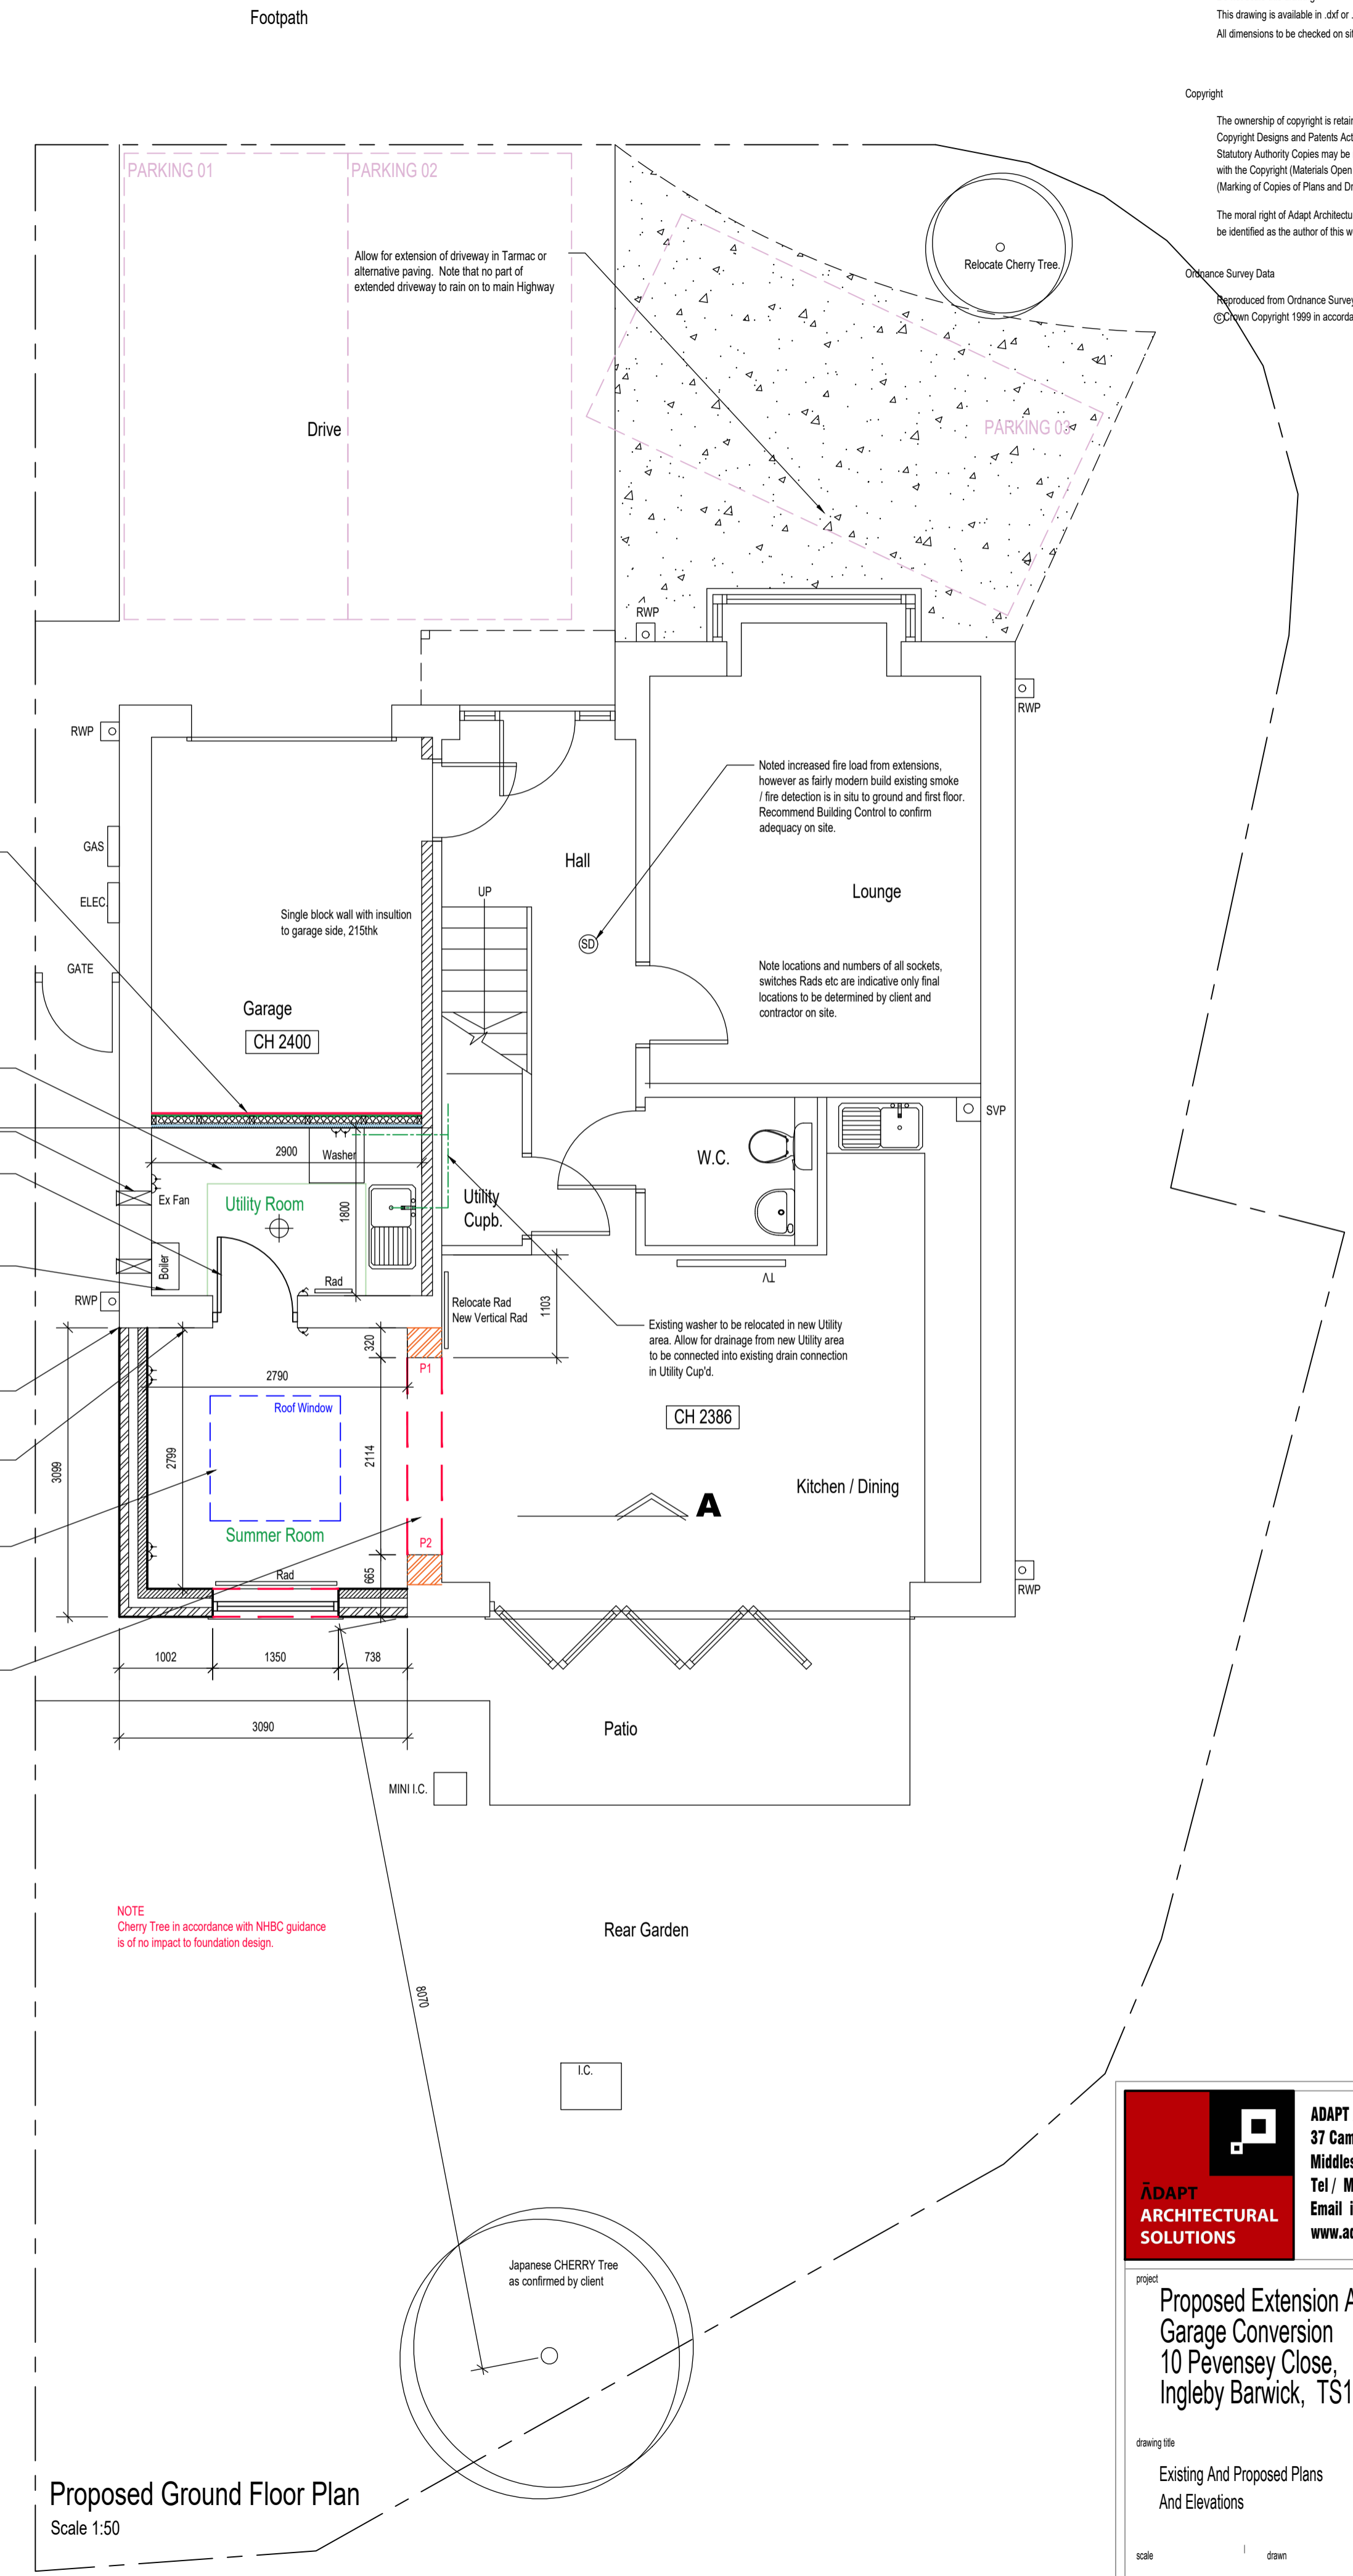 Footpath
This drawing is available in .dxf or .
All dimensions to be checked on sit
Copyright
The ownership of copyright is retain
Copyright Designs and Patents Act
Statutory Authority Copies may be
with the Copyright (Materials Open
(Marking of Copies of Plans and Dr
The moral right of Adapt Architectu
be identified as the author of this w
Ordnance Survey Data
Reproduced from Ordnance Survey
©Crown Copyright 1999 in accorda
PARKING 01
PARKING 02
Allow for extension of driveway in Tarmac or
alternative paving. Note that no part of
extended driveway to rain on to main Highway
Relocate Cherry Tree.
Drive
PARKING 03
RWP
RWP
RWP
Noted increased fire load from extensions,
however as fairly modern build existing smoke
/ fire detection is in situ to ground and first floor.
Recommend Building Control to confirm
adequacy on site.
GAS
Hall
ELEC.
UP
Lounge
Single block wall with insultion
to garage side, 215thk
SD
GATE
Note locations and numbers of all sockets,
switches Rads etc are indicative only final
locations to be determined by client and
contractor on site.
Garage
CH 2400
SVP
2900
Washer
W.C.
Ex Fan
Utility Room
1800
Utility
Cupb.
Boiler
Rad
TV
RWP
Relocate Rad
New Vertical Rad
1103
320
Existing washer to be relocated in new Utility
area. Allow for drainage from new Utility area
to be connected into existing drain connection
in Utility Cup'd.
P1
2790
Roof Window
CH 2386
3099
2799
2114
Kitchen / Dining
A
Summer Room
P2
Rad
665
RWP
1002
1350
738
3090
Patio
MINI I.C.
NOTE
Cherry Tree in accordance with NHBC guidance
is of no impact to foundation design.
Rear Garden
8070
I.C.
Japanese CHERRY Tree
as confirmed by client
ĀDAPT
ARCHITECTURAL
SOLUTIONS
ADAPT
37 Cam
Middles
Tel / M
Email i
www.ad
project
Proposed Extension A
Garage Conversion
10 Pevensey Close,
Ingleby Barwick, TS1
drawing title
Existing And Proposed Plans
And Elevations
scale
drawn
Proposed Ground Floor Plan
Scale 1:50